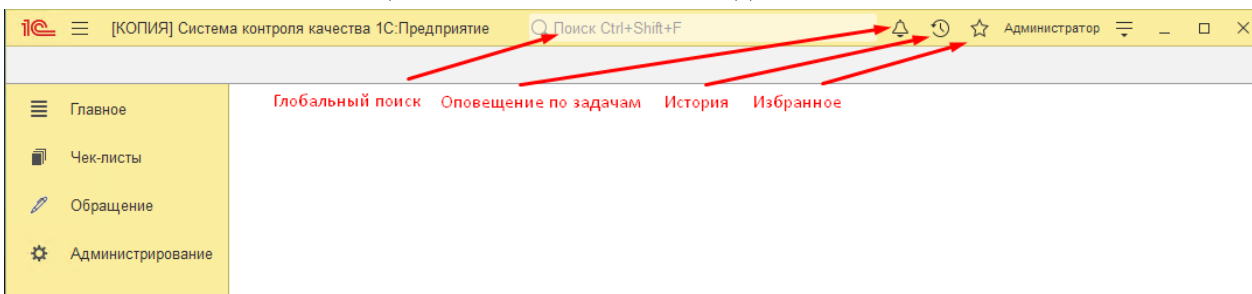 1С [КОПИЯ] Система контроля качества 1С:Предприятие Поиск Ctrl+Shift+F Администратор
Глобальный поиск Оповещение по задачам История Избранное
Главное
Чек-листы
Обращение
Администрирование